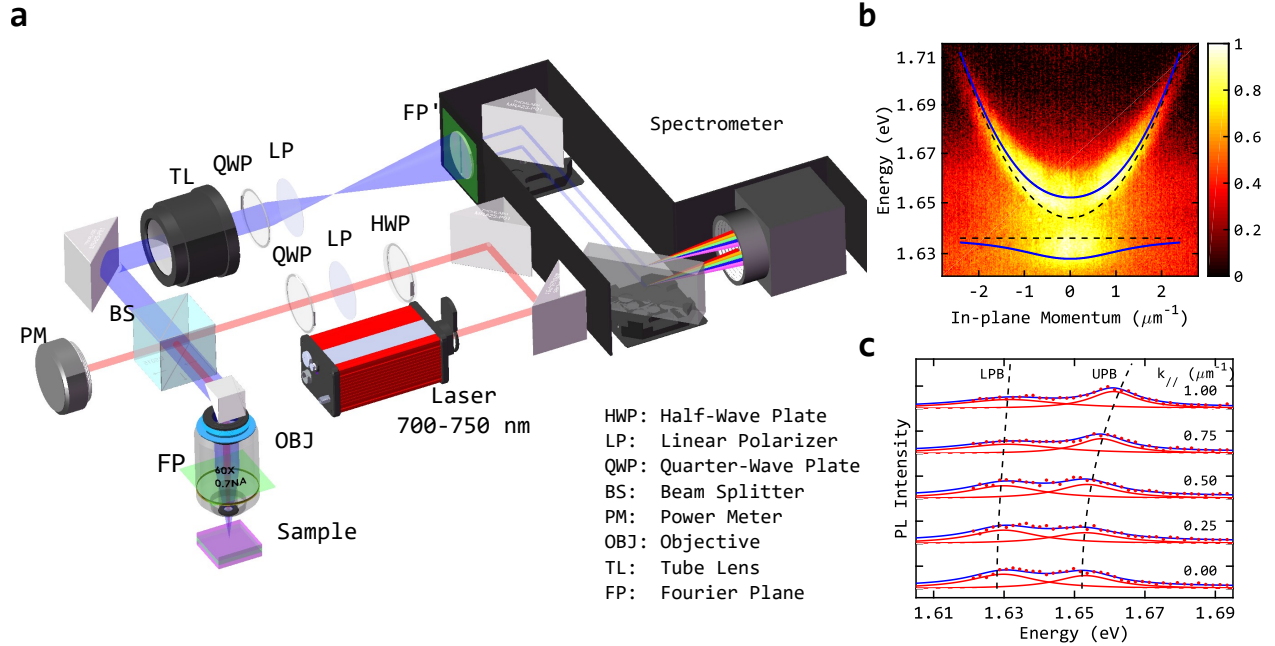 a
FP'
Spectrometer
LP
QWP
TL
HWP
LP
QWP
BS
PM
Laser
700-750 nm
OBJ
FP
60X
0.7NA
Sample
HWP: Half-Wave Plate
LP: Linear Polarizer
QWP: Quarter-Wave Plate
BS: Beam Splitter
PM: Power Meter
OBJ: Objective
TL: Tube Lens
FP: Fourier Plane
b
1.71
1.69
1.67
1.65
1.63
Energy (eV)
-2 -1 0 1 2
In-plane Momentum (μm⁻¹)
1
0.8
0.6
0.4
0.2
0
c
LPB UPB k// (μm⁻¹)
1.00
0.75
0.50
0.25
0.00
PL Intensity
1.61 1.63 1.65 1.67 1.69
Energy (eV)